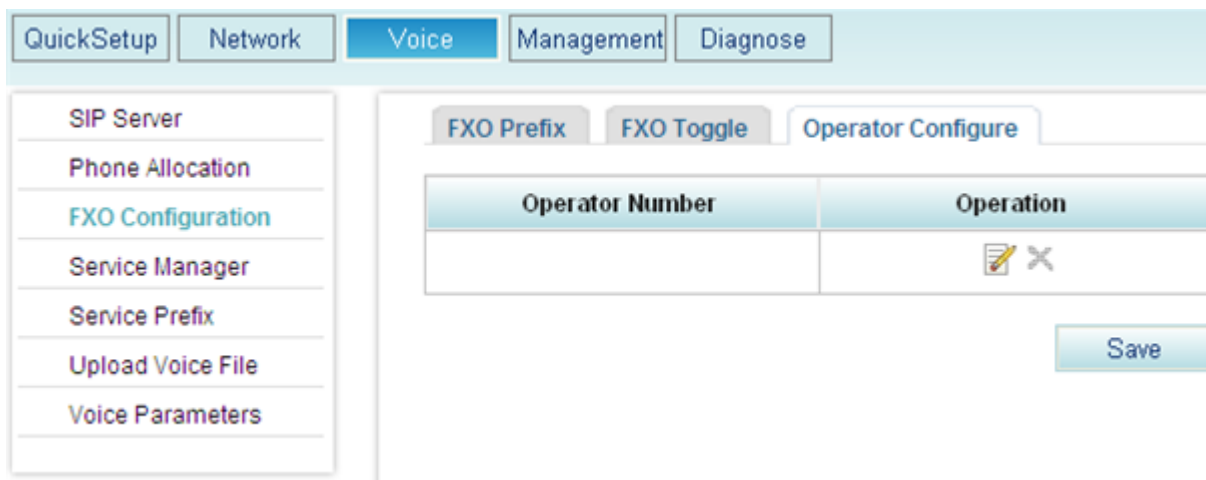 QuickSetup Network Voice Management Diagnose
SIP Server
Phone Allocation
FXO Configuration
Service Manager
Service Prefix
Upload Voice File
Voice Parameters
FXO Prefix FXO Toggle Operator Configure
Operator Number Operation
Save